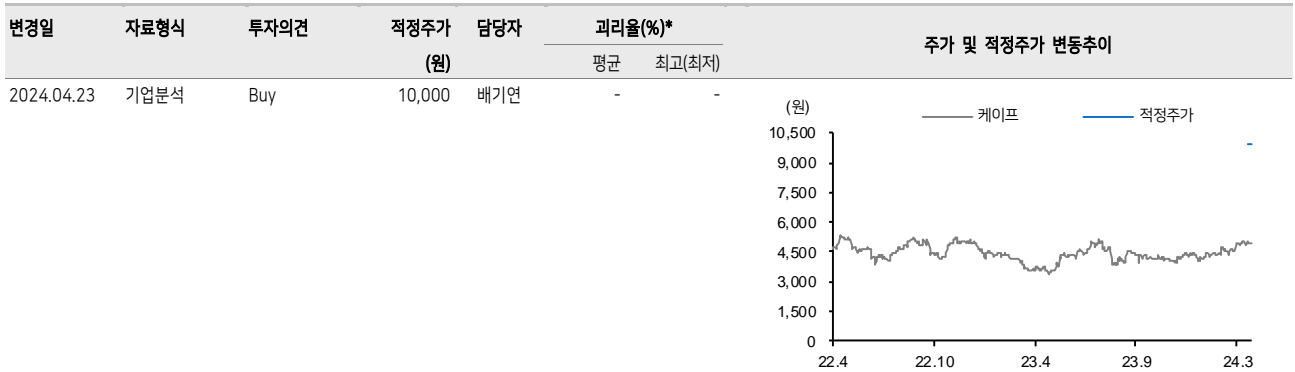 변경일 자료형식 투자의견 적정주가 담당자 괴리율(%)* 주가 및 적정주가 변동추이
(원) 평균 최고(최저)
2024.04.23 기업분석 Buy 10,000 배기연 - -
(원) 케이프 적정주가
10,500
9,000
7,500
6,000
4,500
3,000
1,500
0
22.4 22.10 23.4 23.9 24.3